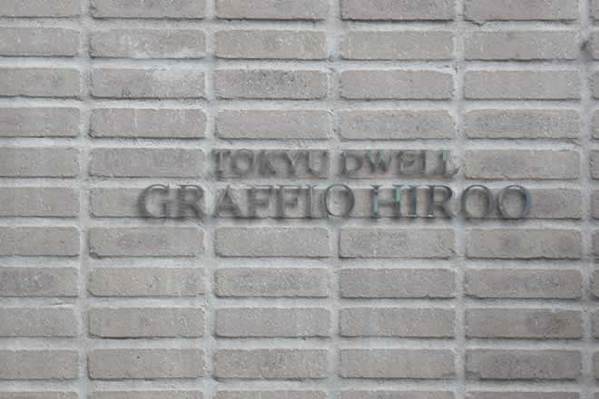 TOKYU DWELL
GRAFFIO HIROO